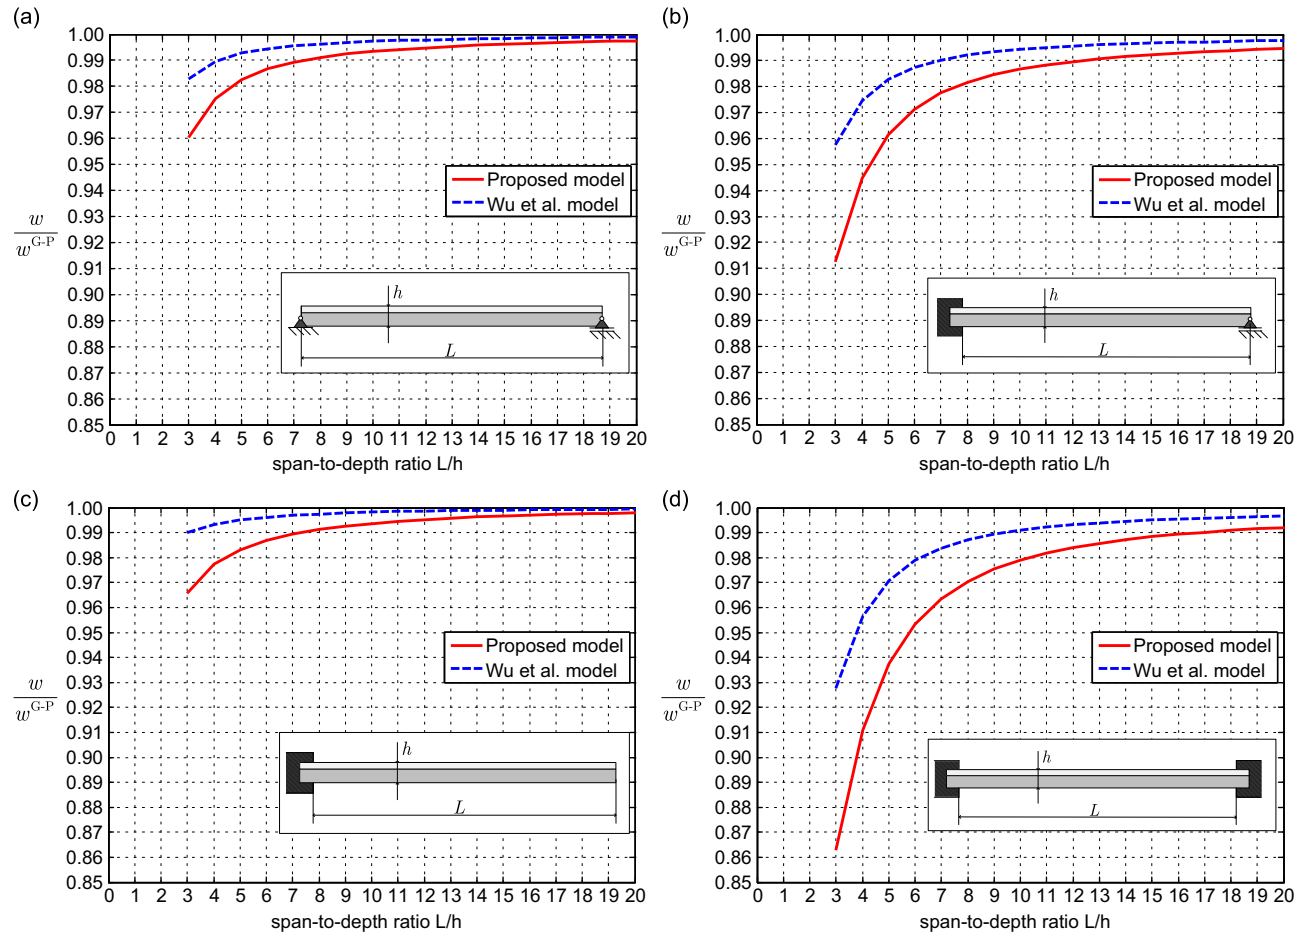 (a)
1.00
0.99
0.98
0.97
0.96
0.95
0.94
0.93
0.92
0.91
0.90
0.89
0.88
0.87
0.86
0.85
w
w^G-P
Proposed model
Wu et al. model
h
L
0 1 2 3 4 5 6 7 8 9 10 11 12 13 14 15 16 17 18 19 20
span-to-depth ratio L/h
(b)
1.00
0.99
0.98
0.97
0.96
0.95
0.94
0.93
0.92
0.91
0.90
0.89
0.88
0.87
0.86
0.85
w
w^G-P
Proposed model
Wu et al. model
h
L
0 1 2 3 4 5 6 7 8 9 10 11 12 13 14 15 16 17 18 19 20
span-to-depth ratio L/h
(c)
1.00
0.99
0.98
0.97
0.96
0.95
0.94
0.93
0.92
0.91
0.90
0.89
0.88
0.87
0.86
0.85
w
w^G-P
Proposed model
Wu et al. model
h
L
0 1 2 3 4 5 6 7 8 9 10 11 12 13 14 15 16 17 18 19 20
span-to-depth ratio L/h
(d)
1.00
0.99
0.98
0.97
0.96
0.95
0.94
0.93
0.92
0.91
0.90
0.89
0.88
0.87
0.86
0.85
w
w^G-P
Proposed model
Wu et al. model
h
L
0 1 2 3 4 5 6 7 8 9 10 11 12 13 14 15 16 17 18 19 20
span-to-depth ratio L/h